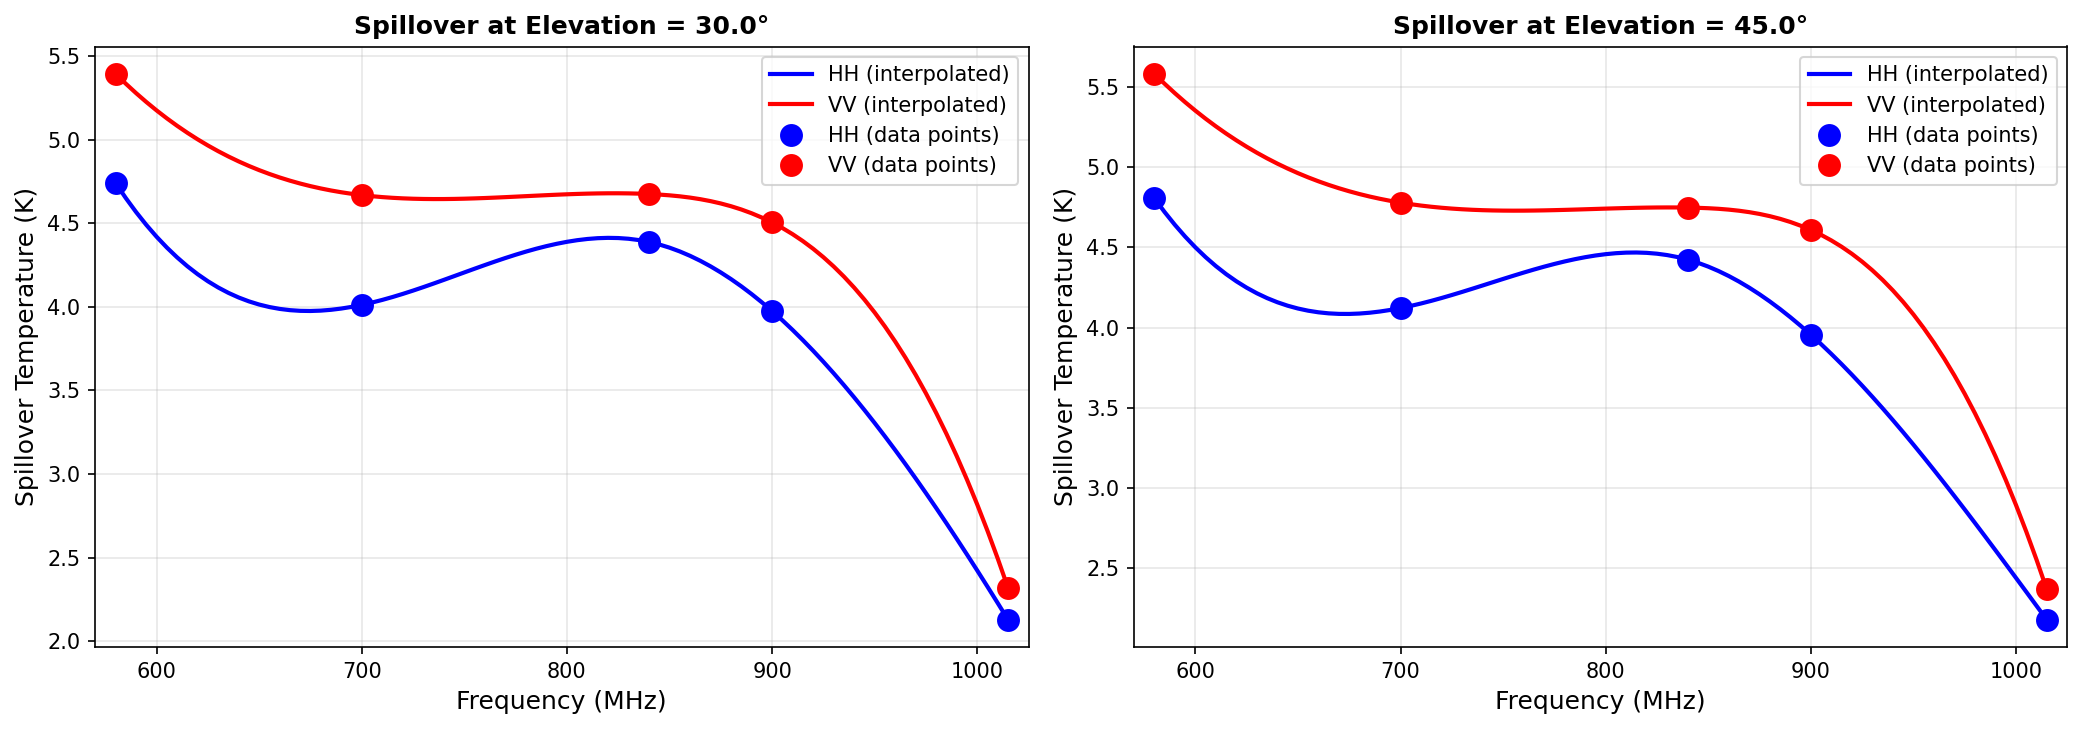 Spillover at Elevation = 30.0°
5.5
5.0
4.5
4.0
3.5
3.0
2.5
2.0
Spillover Temperature (K)
HH (interpolated)
VV (interpolated)
HH (data points)
VV (data points)
600 700 800 900 1000
Frequency (MHz)
Spillover at Elevation = 45.0°
5.5
5.0
4.5
4.0
3.5
3.0
2.5
Spillover Temperature (K)
HH (interpolated)
VV (interpolated)
HH (data points)
VV (data points)
600 700 800 900 1000
Frequency (MHz)